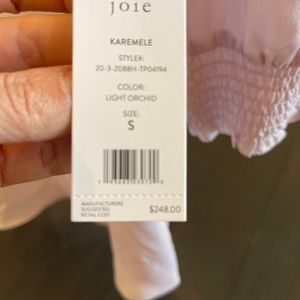 joie
KAREMELE
STYLE#:
20-3-2088H-TP04194
COLOR:
LIGHT ORCHID
SIZE:
S
MANUFACTURERS
SUGGESTED
RETAIL COST
$248.00